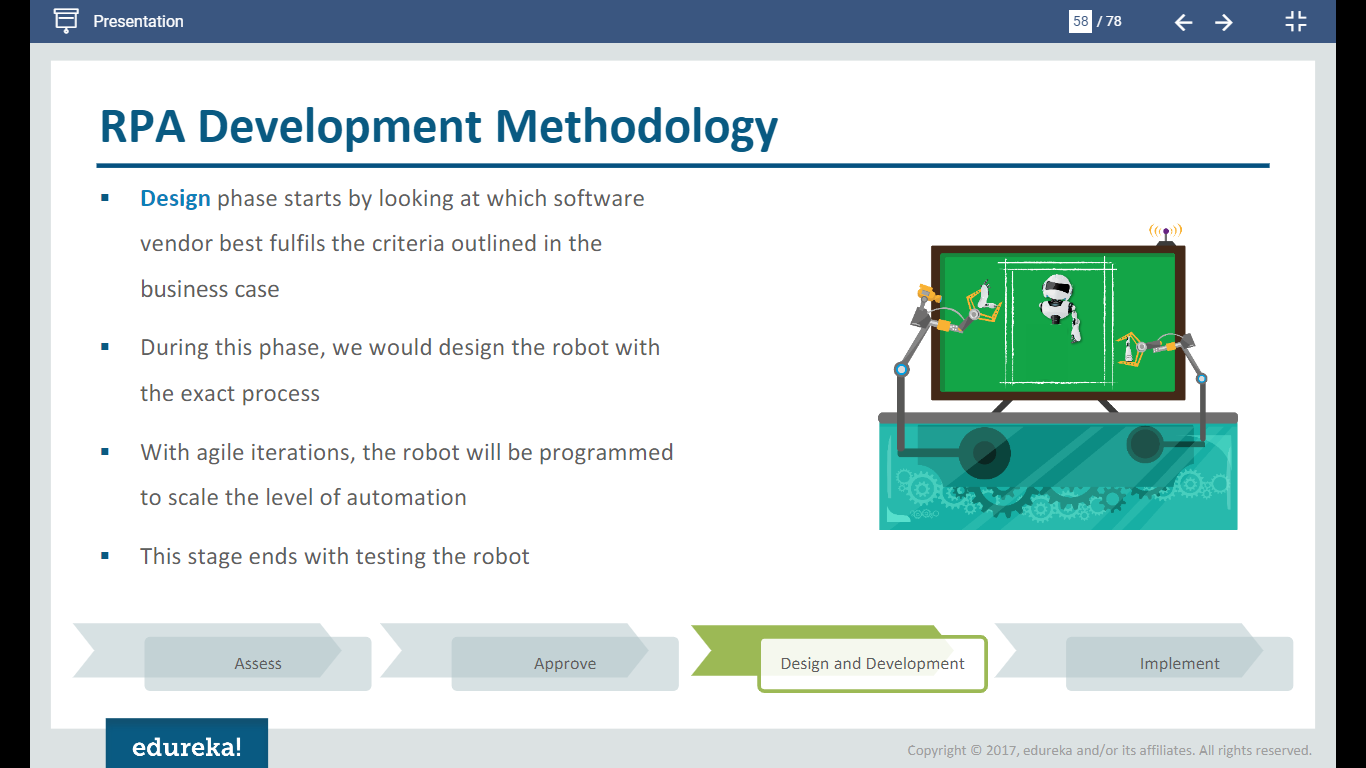 Presentation
58 / 78
RPA Development Methodology
▪ Design phase starts by looking at which software
vendor best fulfils the criteria outlined in the
business case
▪ During this phase, we would design the robot with
the exact process
▪ With agile iterations, the robot will be programmed
to scale the level of automation
▪ This stage ends with testing the robot
Assess
Approve
Design and Development
Implement
edureka!
Copyright © 2017, edureka and/or its affiliates. All rights reserved.